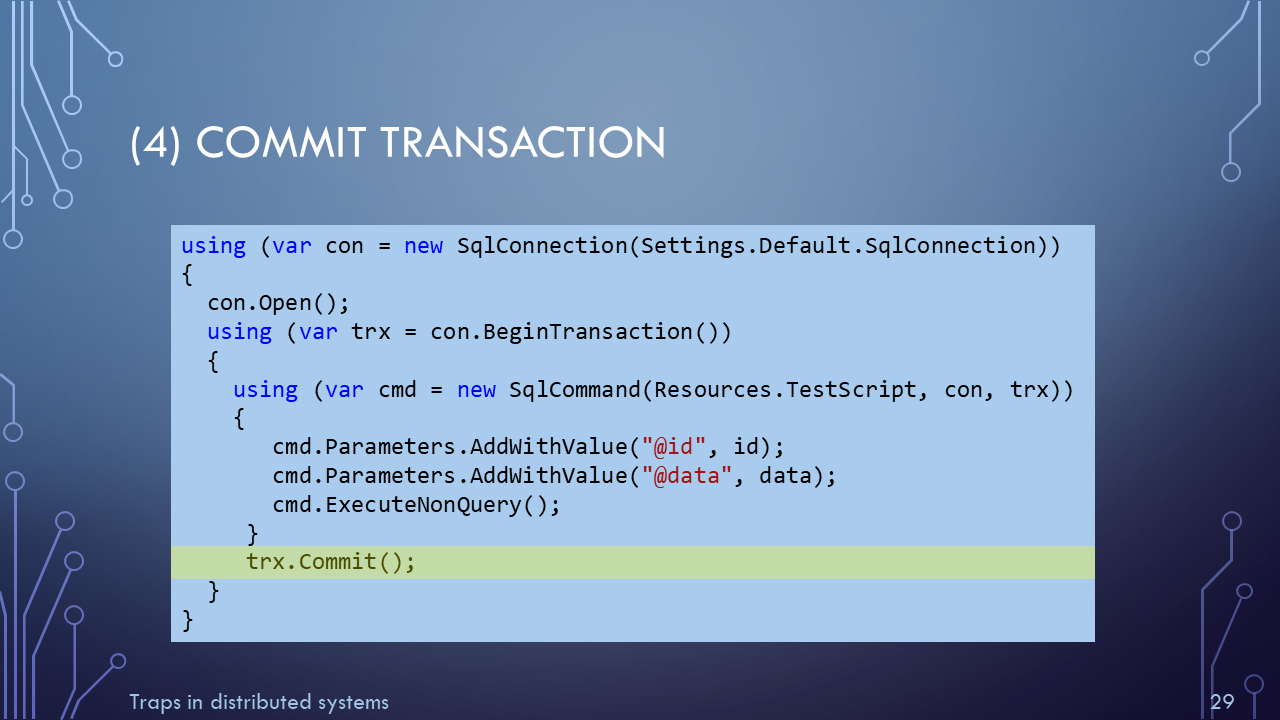 (4) COMMIT TRANSACTION
using (var con = new SqlConnection(Settings.Default.SqlConnection))
{
  con.Open();
  using (var trx = con.BeginTransaction())
  {
    using (var cmd = new SqlCommand(Resources.TestScript, con, trx))
    {
       cmd.Parameters.AddWithValue("@id", id);
       cmd.Parameters.AddWithValue("@data", data);
       cmd.ExecuteNonQuery();
     }
     trx.Commit();
  }
}
Traps in distributed systems
29